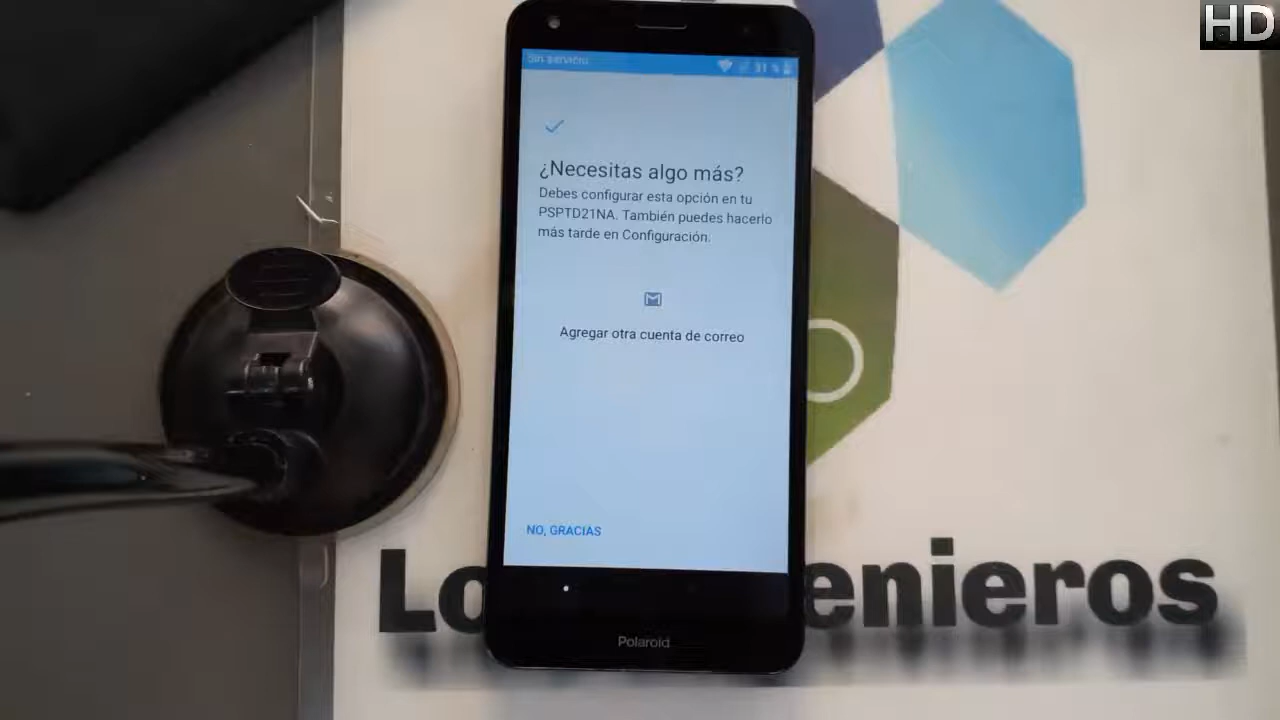 HD
Sin servicio
31 %
¿Necesitas algo más?
Debes configurar esta opción en tu
PSPTD21NA. También puedes hacerlo
más tarde en Configuración.
Agregar otra cuenta de correo
NO, GRACIAS
Polaroid
Lo enieros